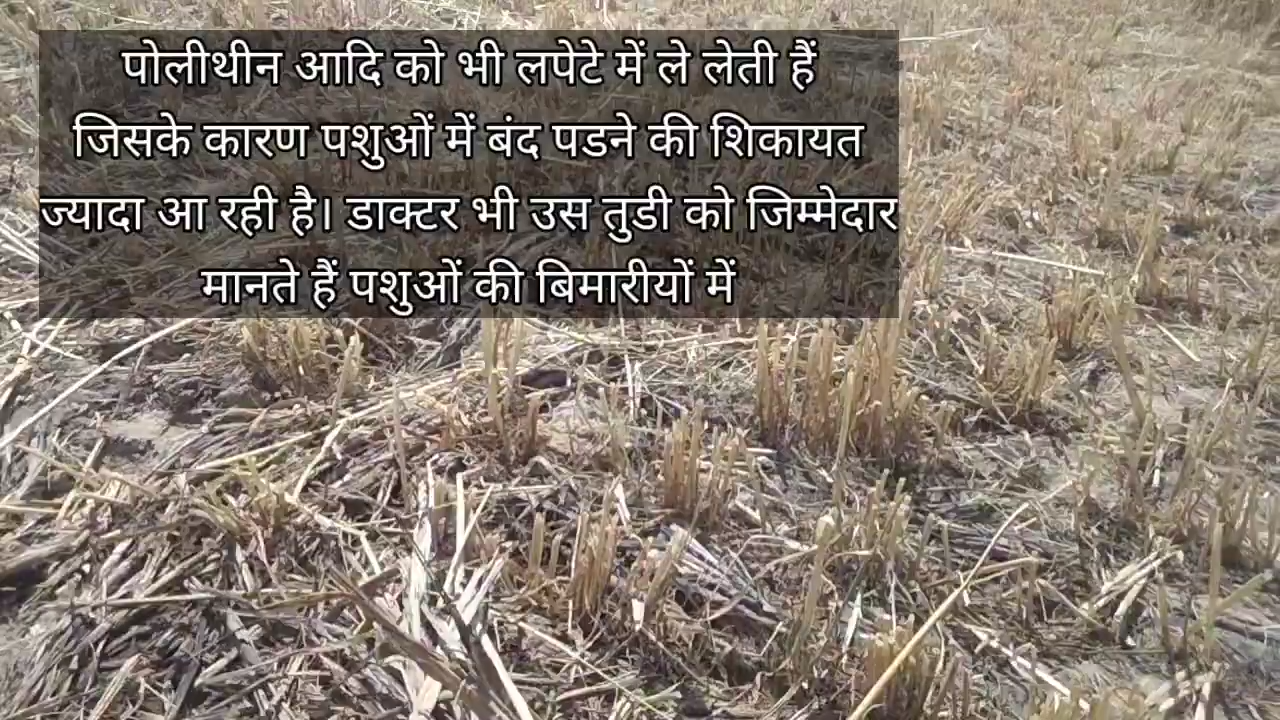 पोलीथीन आदि को भी लपेटे में ले लेती हैं
जिसके कारण पशुओं में बंद पडने की शिकायत
ज्यादा आ रही है। डाक्टर भी उस तुडी को जिम्मेदार
मानते हैं पशुओं की बिमारीयों में